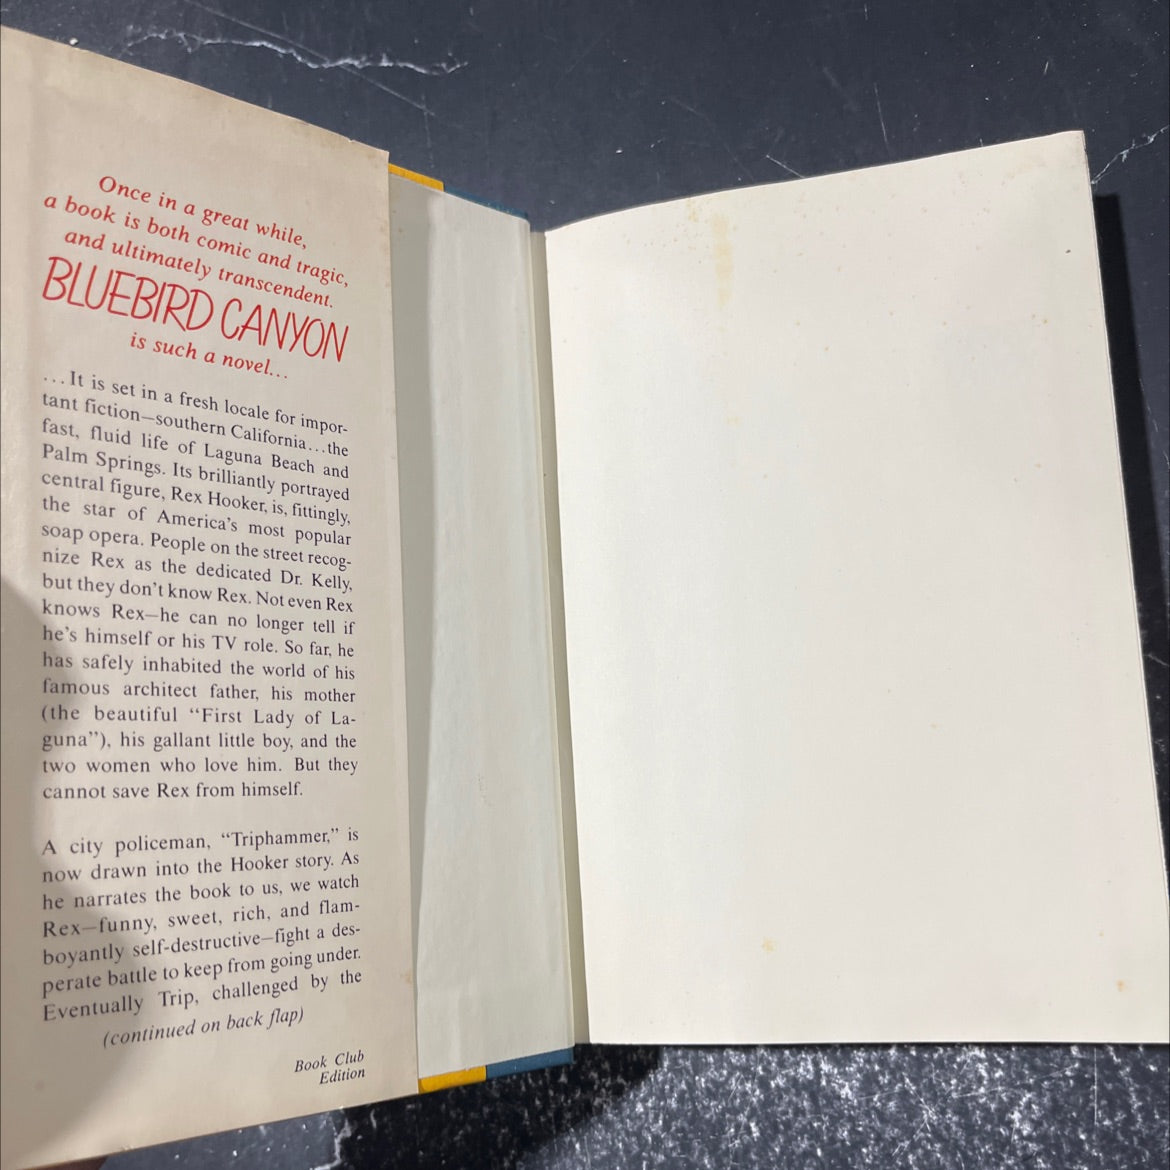 Once in a great while,
a book is both comic and tragic,
and ultimately transcendent.
BLUEBIRD CANYON
is such a novel...
...It is set in a fresh locale for impor-
tant fiction—southern California...the
fast, fluid life of Laguna Beach and
Palm Springs. Its brilliantly portrayed
central figure, Rex Hooker, is, fittingly,
the star of America's most popular
soap opera. People on the street recog-
nize Rex as the dedicated Dr. Kelly,
but they don't know Rex. Not even Rex
knows Rex—he can no longer tell if
he's himself or his TV role. So far, he
has safely inhabited the world of his
famous architect father, his mother
(the beautiful “First Lady of La-
guna”), his gallant little boy, and the
two women who love him. But they
cannot save Rex from himself.
A city policeman, “Triphammer,” is
now drawn into the Hooker story. As
he narrates the book to us, we watch
Rex—funny, sweet, rich, and flam-
boyantly self-destructive—fight a des-
perate battle to keep from going under.
Eventually Trip, challenged by the
(continued on back flap)
Book Club
Edition